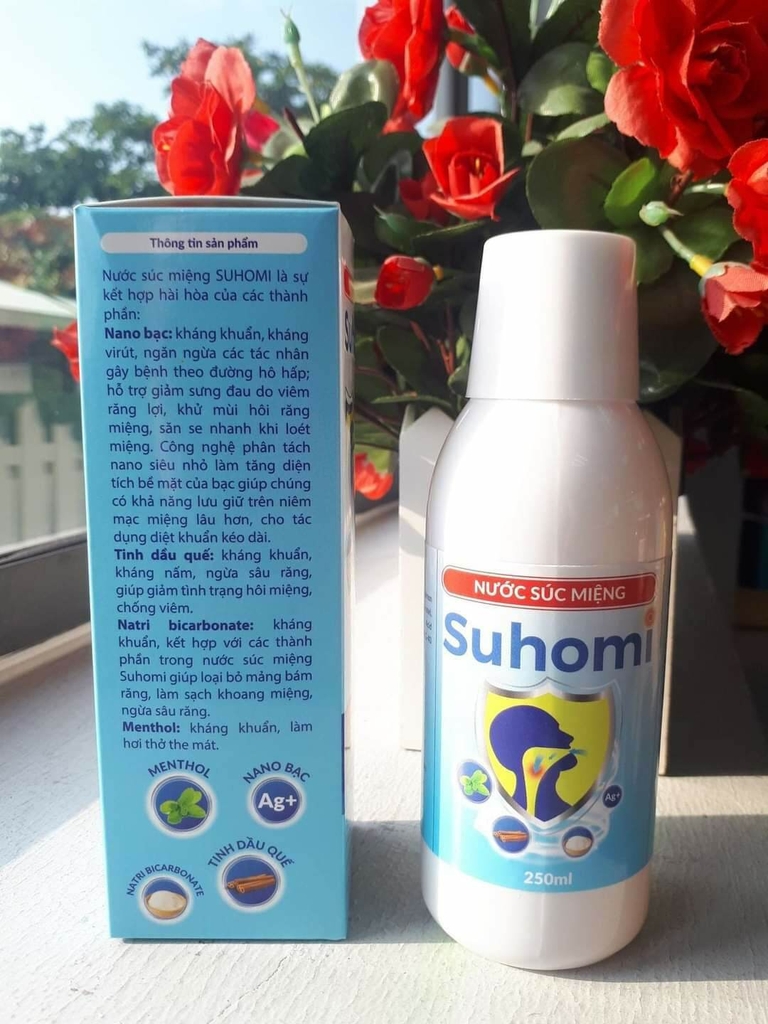 Thông tin sản phẩm
Nước súc miệng SUHOMI là sự
kết hợp hài hòa của các thành
phần:
Nano bạc: kháng khuẩn, kháng
virút, ngăn ngừa các tác nhân
gây bệnh theo đường hô hấp;
hỗ trợ giảm sưng đau do viêm
răng lợi, khử mùi hôi răng
miệng, săn se nhanh khi loét
miệng. Công nghệ phân tách
nano siêu nhỏ làm tăng diện
tích bề mặt của bạc giúp chúng
có khả năng lưu giữ trên niêm
mạc miệng lâu hơn, cho tác
dụng diệt khuẩn kéo dài.
Tinh dầu quế: kháng khuẩn,
kháng nấm, ngừa sâu răng,
giúp giảm tình trạng hôi miệng,
chống viêm.
Natri bicarbonate: kháng
khuẩn, kết hợp với các thành
phần trong nước súc miệng
Suhomi giúp loại bỏ mảng bám
răng, làm sạch khoang miệng,
ngừa sâu răng.
Menthol: kháng khuẩn, làm
hơi thở the mát.
MENTHOL
NANO BẠC
Ag+
NATRI BICARBONATE
TINH DẦU QUẾ
NƯỚC SÚC MIỆNG
Suhomi
Ag+
250ml